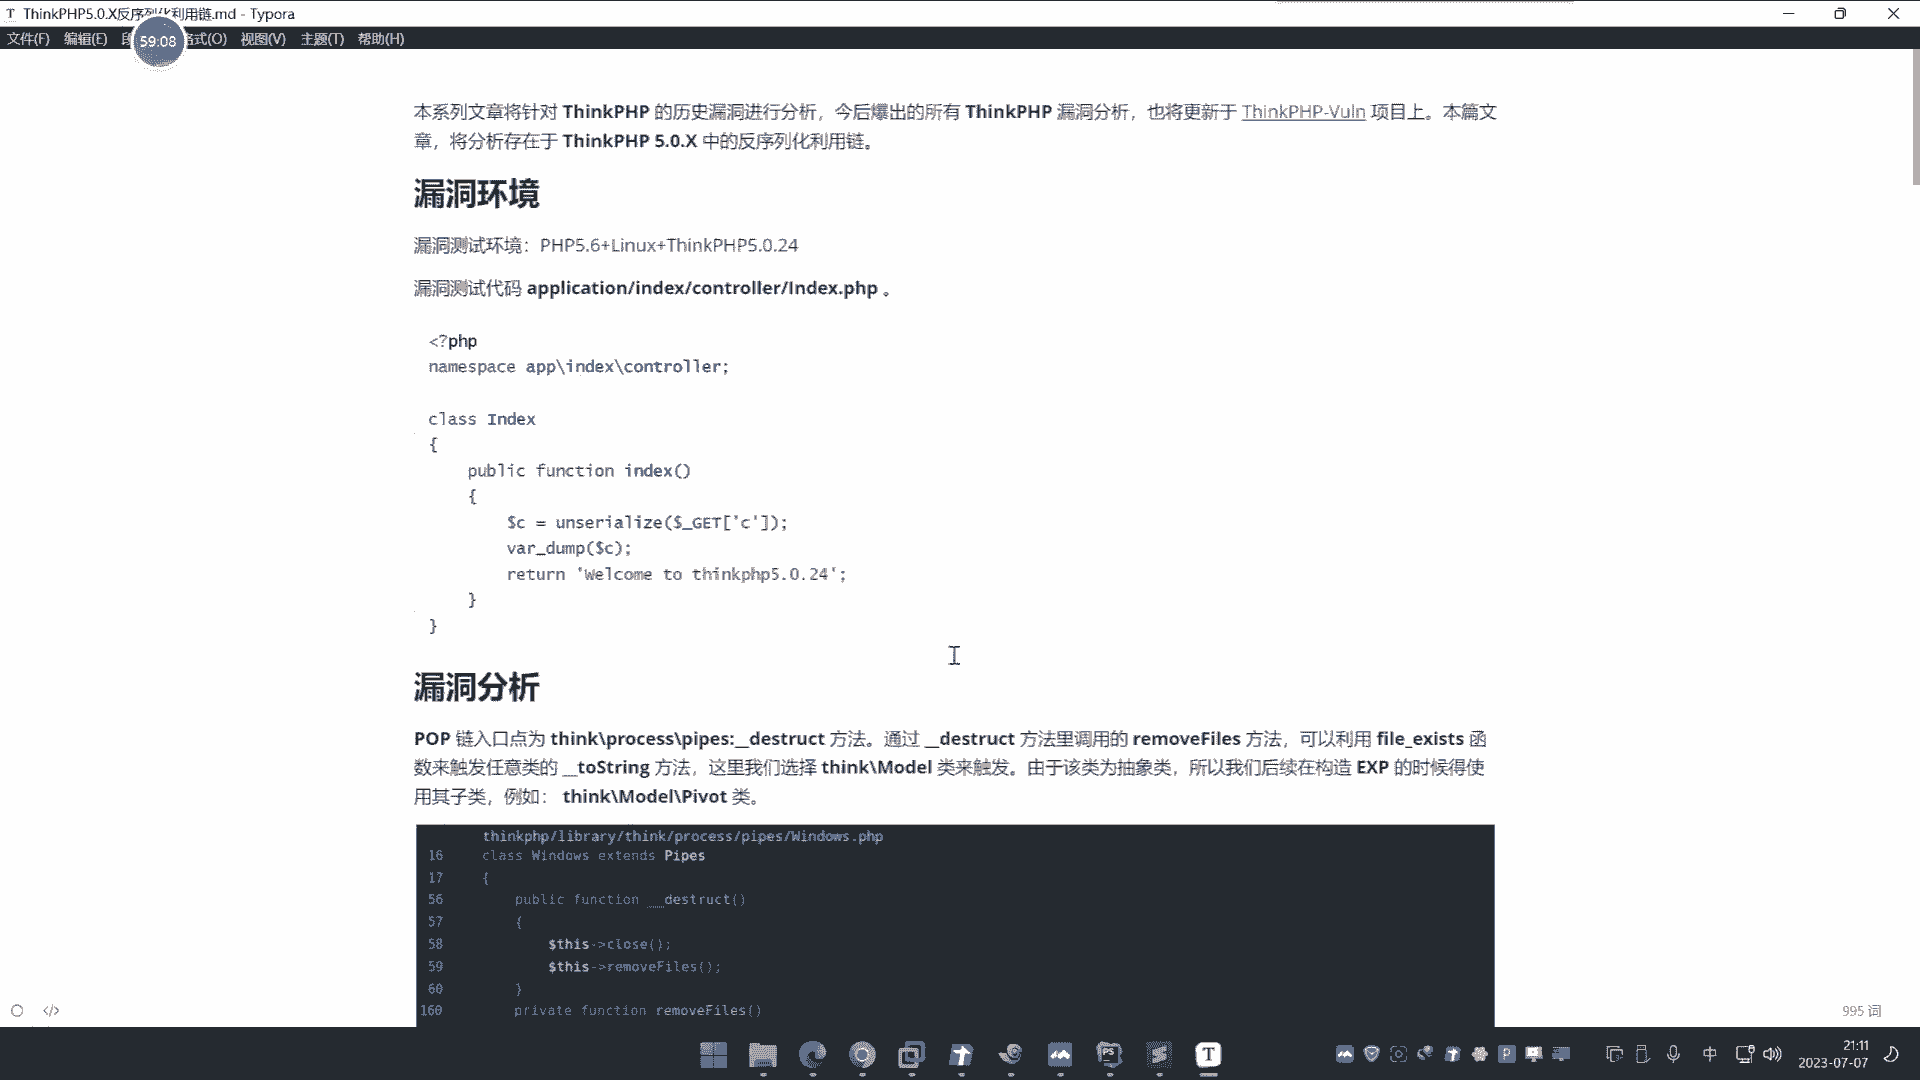 ThinkPHP5.0.X反序列化利用链.md - Typora
文件(F) 编辑(E) 段 格式(O) 视图(V) 主题(T) 帮助(H)
59:08
本系列文章将针对 ThinkPHP 的历史漏洞进行分析，今后爆出的所有 ThinkPHP 漏洞分析，也将更新于 ThinkPHP-Vuln 项目上。本篇文
章，将分析存在于 ThinkPHP 5.0.X 中的反序列化利用链。
漏洞环境
漏洞测试环境：PHP5.6+Linux+ThinkPHP5.0.24
漏洞测试代码 application/index/controller/Index.php 。
<?php
namespace app\index\controller;
class Index
{
public function index()
{
$c = unserialize($_GET['c']);
var_dump($c);
return 'Welcome to thinkphp5.0.24';
}
}
漏洞分析
POP 链入口点为 think\process\pipes:__destruct 方法。通过 __destruct 方法里调用的 removeFiles 方法，可以利用 file_exists 函
数来触发任意类的 __toString 方法，这里我们选择 think\Model 类来触发。由于该类为抽象类，所以我们后续在构造 EXP 的时候得使
用其子类，例如： think\Model\Pivot 类。
thinkphp/library/think/process/pipes/Windows.php
16 class Windows extends Pipes
17 {
56 public function __destruct()
57 {
58 $this->close();
59 $this->removeFiles();
60 }
160 private function removeFiles()
995 词
中
21:11
2023-07-07